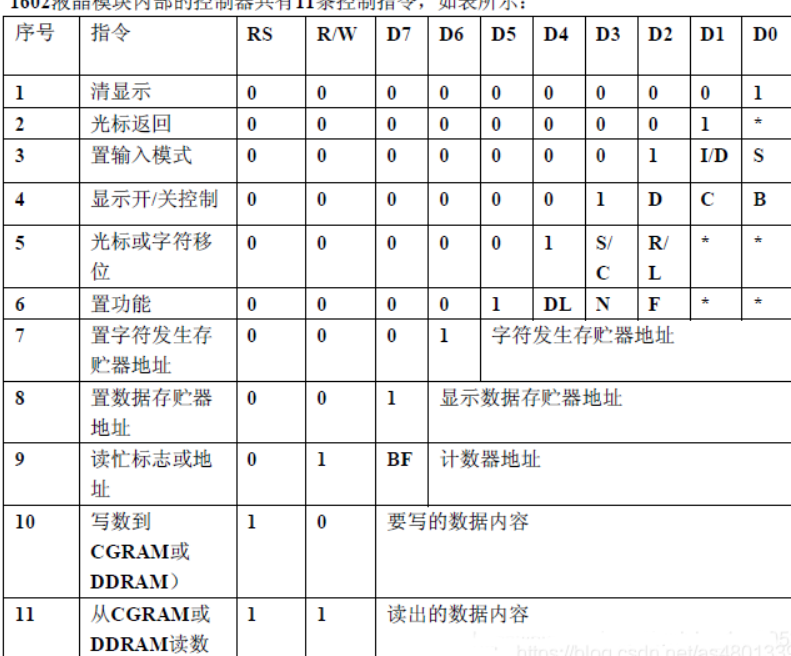 1602液晶模块内部的控制器共有11条控制指令，如表所示：
序号 指令 RS R/W D7 D6 D5 D4 D3 D2 D1 D0
1 清显示 0 0 0 0 0 0 0 0 0 1
2 光标返回 0 0 0 0 0 0 0 0 1 *
3 置输入模式 0 0 0 0 0 0 0 1 I/D S
4 显示开/关控制 0 0 0 0 0 0 1 D C B
5 光标或字符移 0 0 0 0 0 1 S/ R/ * *
位 C L
6 置功能 0 0 0 0 1 DL N F * *
7 置字符发生存 0 0 0 1 字符发生存贮器地址
贮器地址
8 置数据存贮器 0 0 1 显示数据存贮器地址
地址
9 读忙标志或地 0 1 BF 计数器地址
址
10 写数到 1 0 要写的数据内容
CGRAM或
DDRAM）
11 从CGRAM或 1 1 读出的数据内容
DDRAM读数